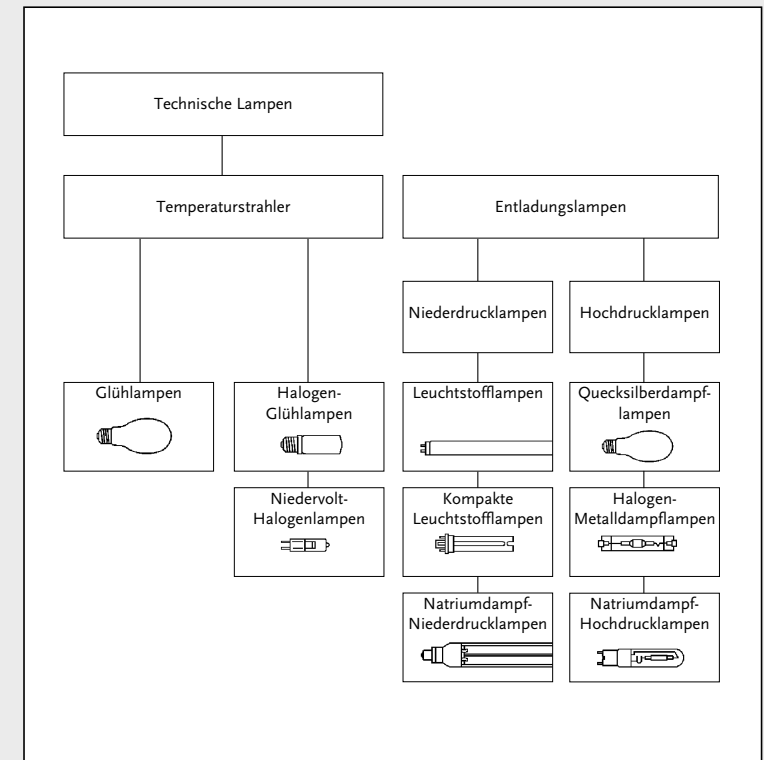 Technische Lampen
Temperaturstrahler
Entladungslampen
Niederdrucklampen
Hochdrucklampen
Glühlampen
Halogen-
Glühlampen
Leuchtstofflampen
Quecksilberdampf-
lampen
Niedervolt-
Halogenlampen
Kompakte
Leuchtstofflampen
Halogen-
Metalldampflampen
Natriumdampf-
Niederdrucklampen
Natriumdampf-
Hochdrucklampen